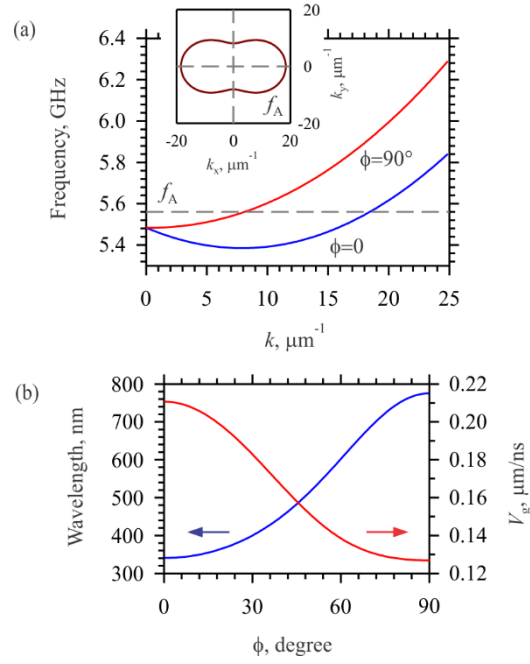 (a)
Frequency, GHz
6.4
6.2
6.0
5.8
5.6
5.4
f_A
ϕ=90°
ϕ=0
0 5 10 15 20 25
k, μm⁻¹
20
0
-20
k_y, μm⁻¹
f_A
-20 0 20
k_x, μm⁻¹
(b)
Wavelength, nm
800
700
600
500
400
300
0.22
0.20
0.18
0.16
0.14
0.12
V_g, μm/ns
0 30 60 90
ϕ, degree